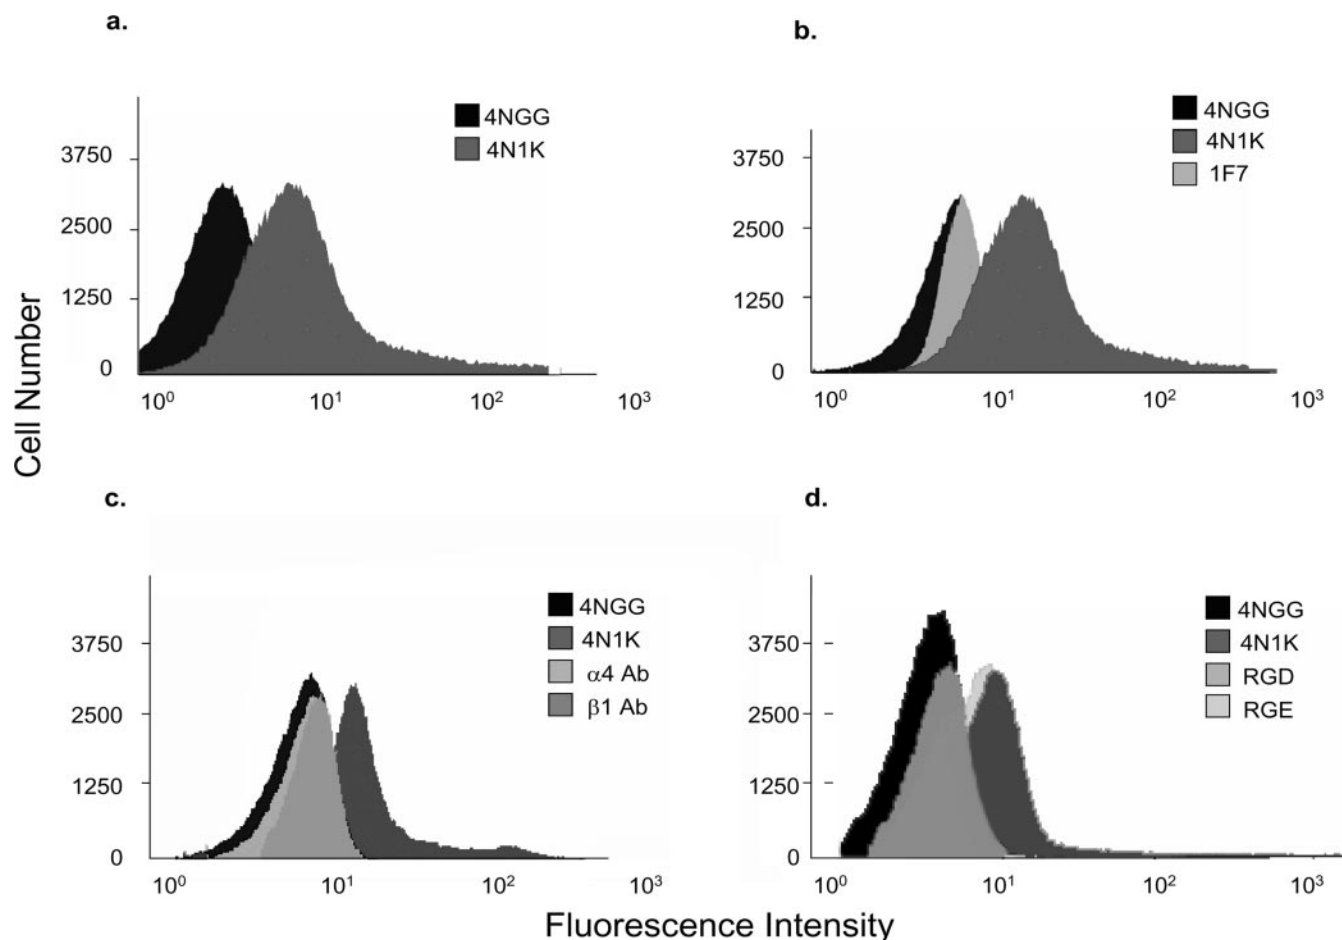 a.
4NGG
4N1K
3750
2500
1250
0
10⁰ 10¹ 10² 10³
b.
4NGG
4N1K
1F7
3750
2500
1250
0
10⁰ 10¹ 10² 10³
Cell Number
c.
4NGG
4N1K
α4 Ab
β1 Ab
3750
2500
1250
0
10⁰ 10¹ 10² 10³
d.
4NGG
4N1K
RGD
RGE
3750
2500
1250
0
10⁰ 10¹ 10² 10³
Fluorescence Intensity